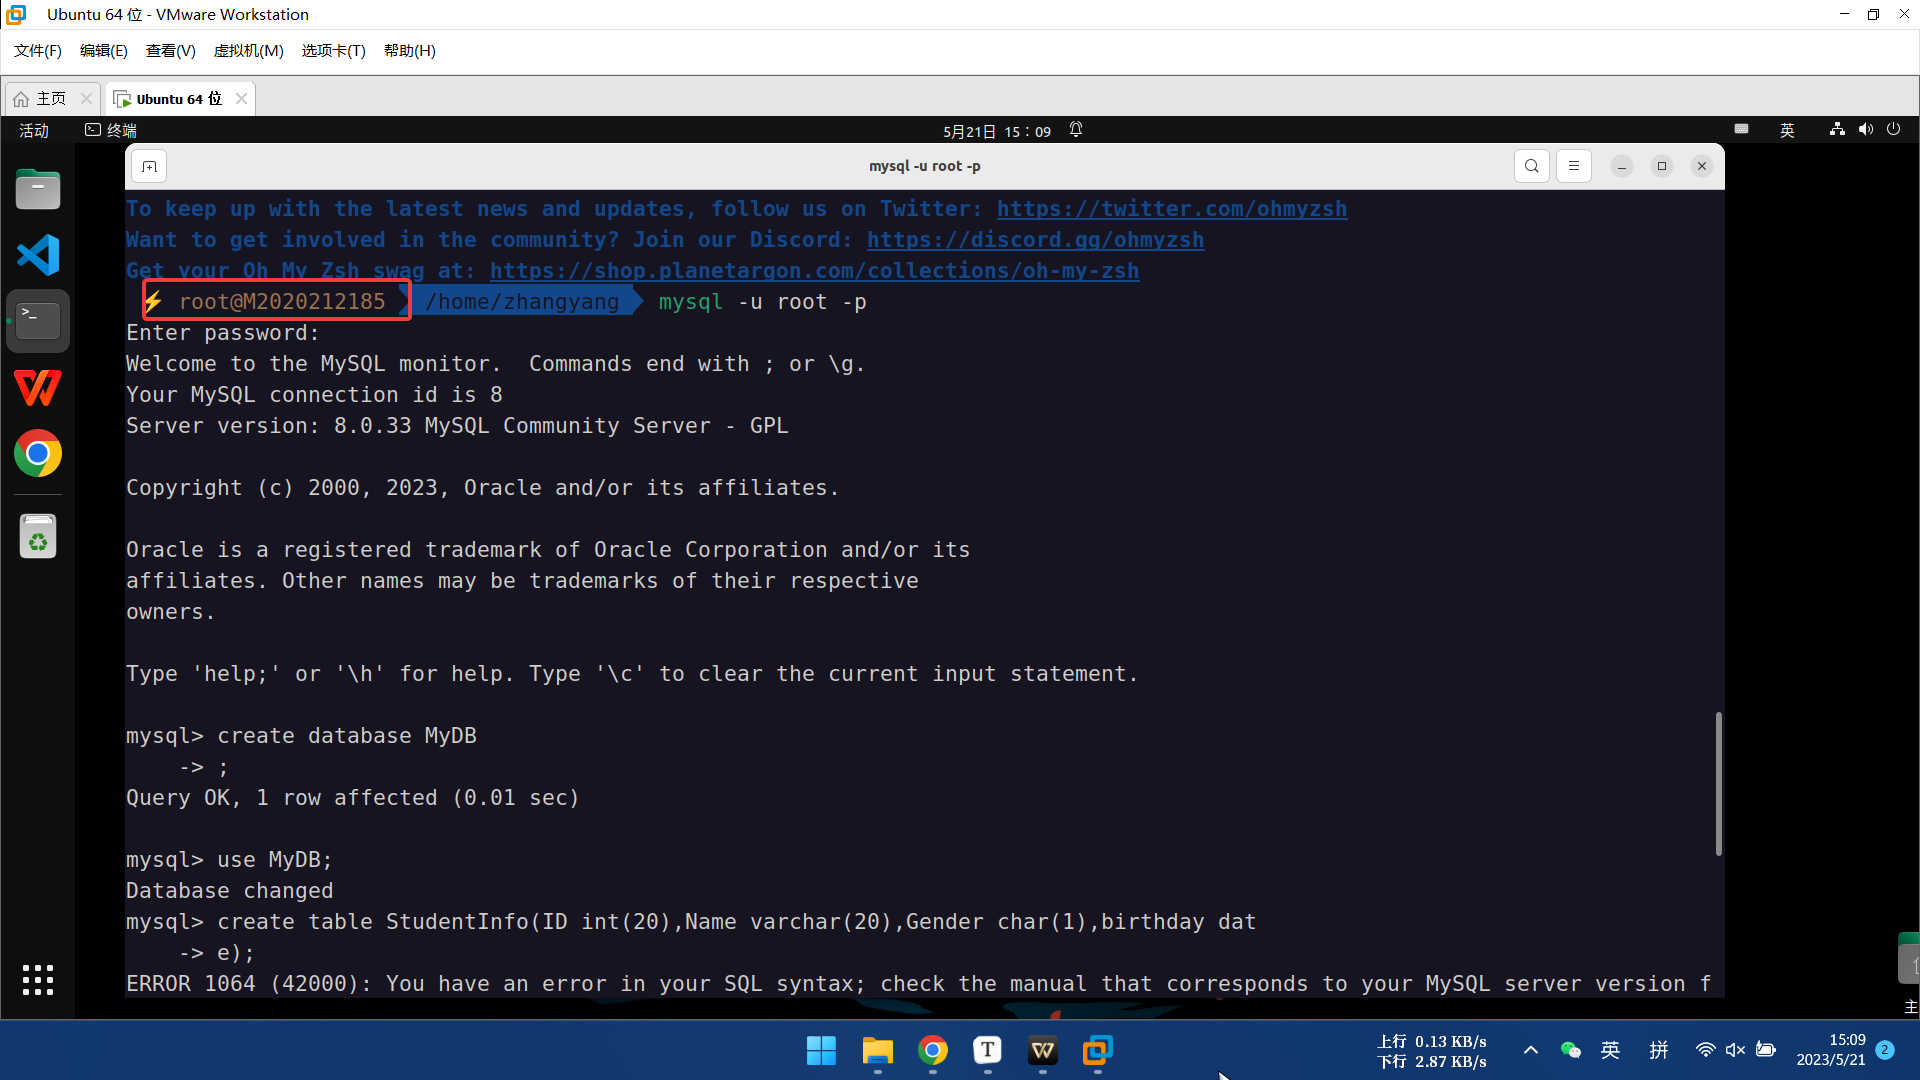 Ubuntu 64 位 - VMware Workstation
文件(F) 编辑(E) 查看(V) 虚拟机(M) 选项卡(T) 帮助(H)
主页 Ubuntu 64 位
活动 终端 5月21日 15：09 英
mysql -u root -p
To keep up with the latest news and updates, follow us on Twitter: https://twitter.com/ohmyzsh
Want to get involved in the community? Join our Discord: https://discord.gg/ohmyzsh
Get your Oh My Zsh swag at: https://shop.planetargon.com/collections/oh-my-zsh
⚡ root@M2020212185 /home/zhangyang mysql -u root -p
Enter password:
Welcome to the MySQL monitor.  Commands end with ; or \g.
Your MySQL connection id is 8
Server version: 8.0.33 MySQL Community Server - GPL
Copyright (c) 2000, 2023, Oracle and/or its affiliates.
Oracle is a registered trademark of Oracle Corporation and/or its
affiliates. Other names may be trademarks of their respective
owners.
Type 'help;' or '\h' for help. Type '\c' to clear the current input statement.
mysql> create database MyDB
    -> ;
Query OK, 1 row affected (0.01 sec)
mysql> use MyDB;
Database changed
mysql> create table StudentInfo(ID int(20),Name varchar(20),Gender char(1),birthday dat
    -> e);
ERROR 1064 (42000): You have an error in your SQL syntax; check the manual that corresponds to your MySQL server version f
主
上行 0.13 KB/s
下行 2.87 KB/s
英 拼
15:09
2023/5/21
2